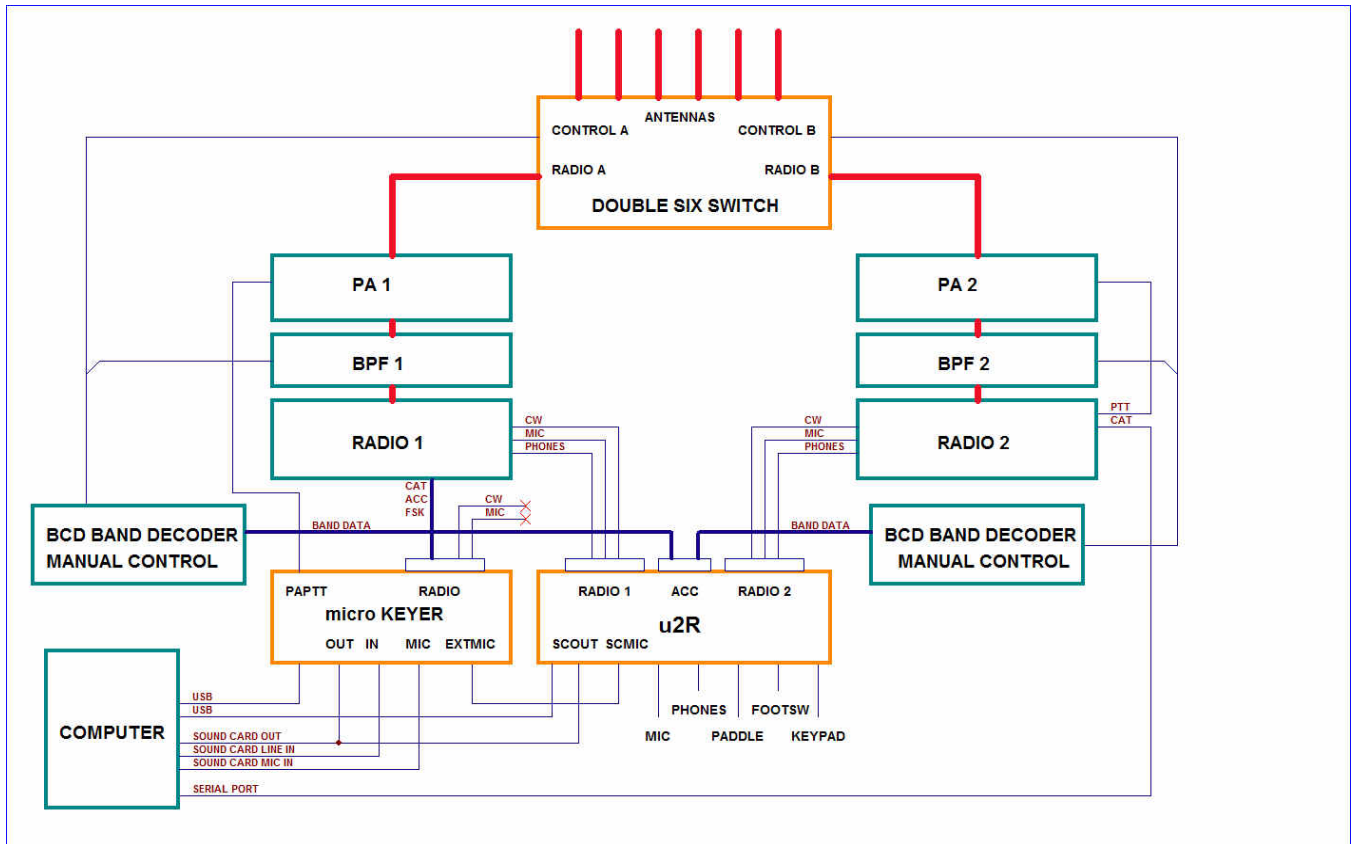 ANTENNAS
CONTROL A
CONTROL B
RADIO A
RADIO B
DOUBLE SIX SWITCH
PA 1
PA 2
BPF 1
BPF 2
RADIO 1
CW
MIC
PHONES
CW
MIC
PHONES
RADIO 2
PTT
CAT
CAT
ACC
FSK
CW
MIC
BAND DATA
BAND DATA
BCD BAND DECODER
MANUAL CONTROL
BCD BAND DECODER
MANUAL CONTROL
PAPTT
RADIO
micro KEYER
OUT
IN
MIC
EXTMIC
RADIO 1
ACC
RADIO 2
u2R
SCOUT
SCMIC
PHONES
FOOTSW
MIC
PADDLE
KEYPAD
COMPUTER
USB
USB
SOUND CARD OUT
SOUND CARD LINE IN
SOUND CARD MIC IN
SERIAL PORT